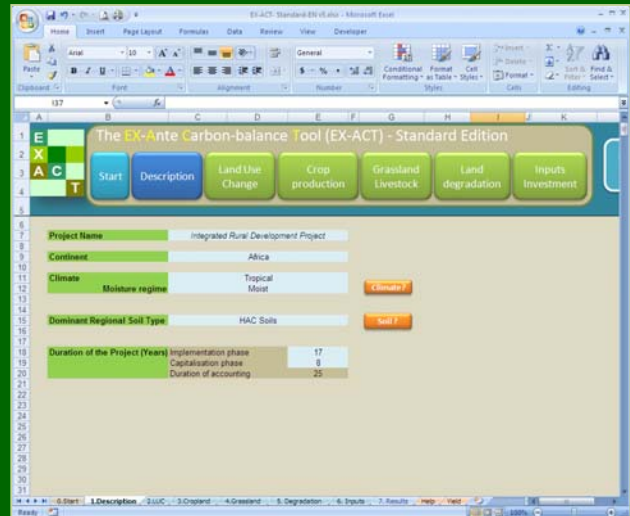 EX-ACT- Standard-EN v5.xlsx - Microsoft Excel
Home Insert Page Layout Formulas Data Review View Developer
Paste
Arial 10 A A
General
Conditional Formatting Format as Table Cell Styles
Insert
Delete
Format
Sort & Filter Find & Select
Clipboard Font Alignment Number Styles Cells Editing
I37 fx
A B C D E F G H I J K
The EX-Ante Carbon-balance Tool (EX-ACT) - Standard Edition
E
X
A C
T
Start
Description
Land Use Change
Crop production
Grassland Livestock
Land degradation
Inputs Investment
Project Name Integrated Rural Development Project
Continent Africa
Climate Tropical
Moisture regime Moist
Climate ?
Dominant Regional Soil Type HAC Soils
Soil ?
Duration of the Project (Years) Implementation phase 17
Capitalisation phase 8
Duration of accounting 25
0.Start 1.Description 2.LUC 3.Cropland 4.Grassland 5. Degradation 6. Inputs 7. Results Help Yield
Ready 100%